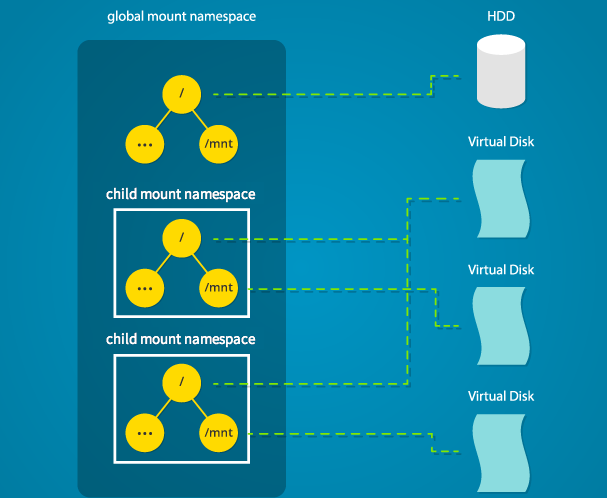 global mount namespace
HDD
/
...
/mnt
Virtual Disk
child mount namespace
/
...
/mnt
Virtual Disk
child mount namespace
/
...
/mnt
Virtual Disk